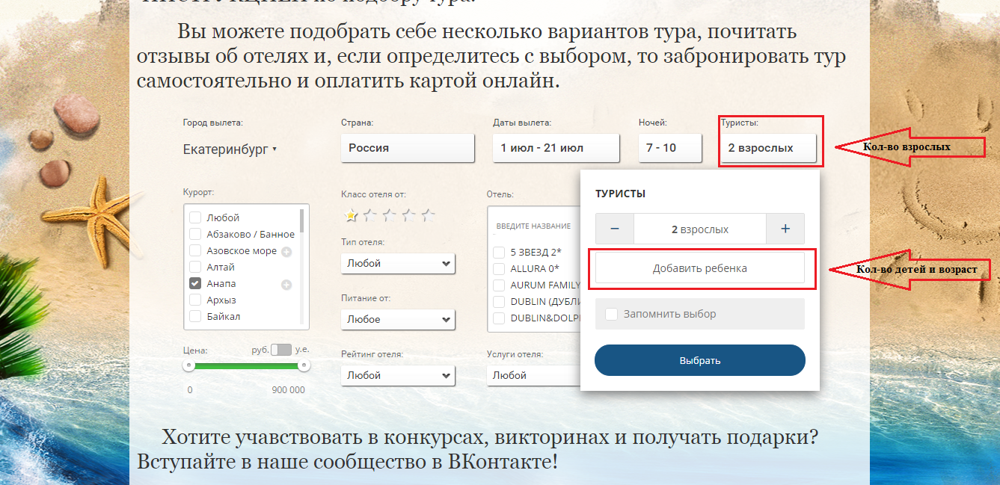 ИНСТРУКЦИЕЙ по подбору тура!
Вы можете подобрать себе несколько вариантов тура, почитать
отзывы об отелях и, если определитесь с выбором, то забронировать тур
самостоятельно и оплатить картой онлайн.
Город вылета:
Екатеринбург
Страна:
Россия
Даты вылета:
1 июл - 21 июл
Ночей:
7 - 10
Туристы:
2 взрослых
Кол-во взрослых
Курорт:
Любой
Абзаково / Банное
Азовское море
Алтай
Анапа
Архыз
Байкал
Цена:
руб.
у.е.
0
900 000
Класс отеля от:
Тип отеля:
Любой
Питание от:
Любое
Рейтинг отеля:
Любой
Отель:
ВВЕДИТЕ НАЗВАНИЕ
5 ЗВЕЗД 2*
ALLURA 0*
AURUM FAMILY
DUBLIN (ДУБЛИ
DUBLIN&DOLP
Услуги отеля:
Любой
ТУРИСТЫ
− 2 взрослых +
Добавить ребенка
Кол-во детей и возраст
Запомнить выбор
Выбрать
Хотите учавствовать в конкурсах, викторинах и получать подарки?
Вступайте в наше сообщество в ВКонтакте!